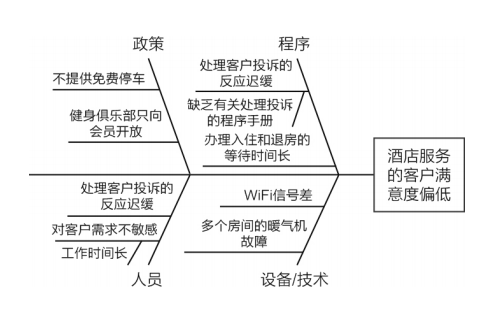 政策
程序
不提供免费停车
健身俱乐部只向
会员开放
处理客户投诉的
反应迟缓
缺乏有关处理投诉
的程序手册
办理入住和退房的
等待时间长
酒店服务
的客户满
意度偏低
处理客户投诉的
反应迟缓
对客户需求不敏感
工作时间长
人员
WiFi信号差
多个房间的暖气机
故障
设备/技术